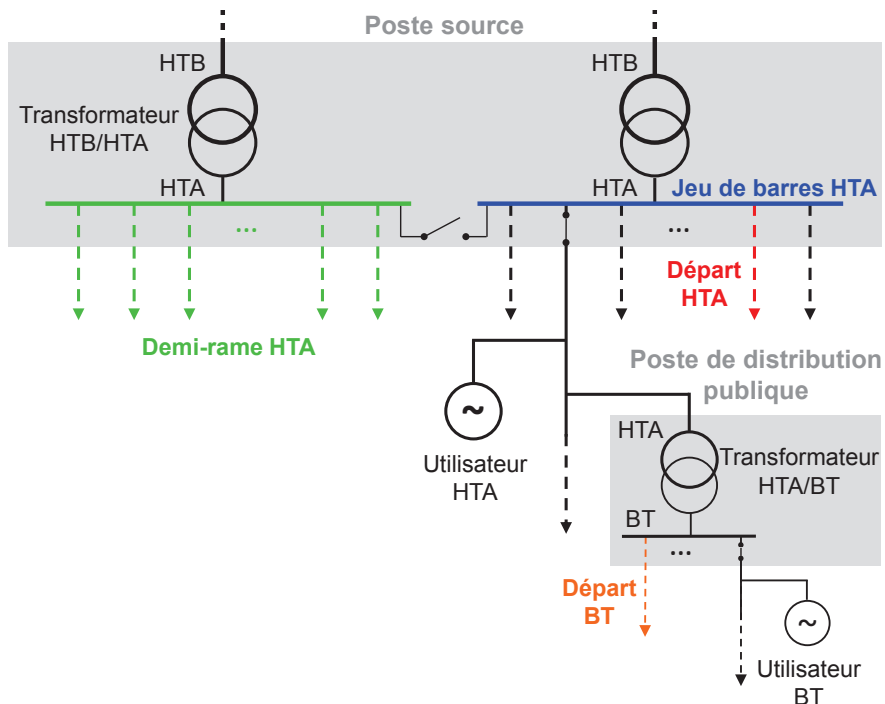 Poste source
HTB
HTB
Transformateur
HTB/HTA
HTA
HTA
Jeu de barres HTA
...
...
Départ
HTA
Demi-rame HTA
Poste de distribution
publique
~
HTA
Transformateur
HTA/BT
Utilisateur
HTA
BT
...
Départ
BT
~
Utilisateur
BT